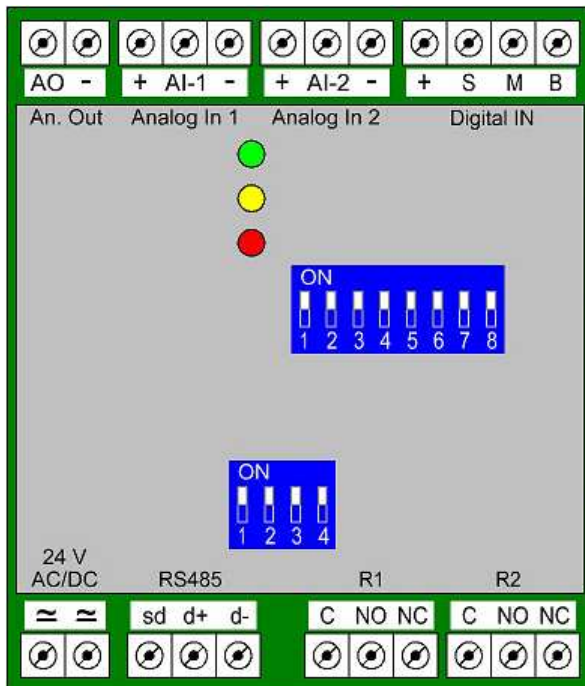 AO - + AI-1 - + AI-2 - + S M B
An. Out Analog In 1 Analog In 2 Digital IN
ON
1 2 3 4 5 6 7 8
ON
1 2 3 4
24 V
AC/DC RS485 R1 R2
≃ ≃ sd d+ d- C NO NC C NO NC